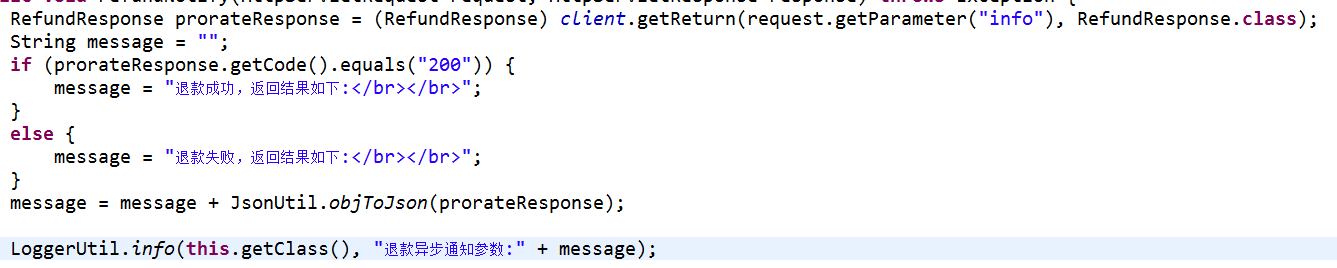 RefundResponse prorateResponse = (RefundResponse) client.getReturn(request.getParameter("info"), RefundResponse.class);
String message = "";
if (prorateResponse.getCode().equals("200")) {
message = "退款成功，返回结果如下:</br></br>";
}
else {
message = "退款失败，返回结果如下:</br></br>";
}
message = message + JsonUtil.objToJson(prorateResponse);
LoggerUtil.info(this.getClass(), "退款异步通知参数:" + message);